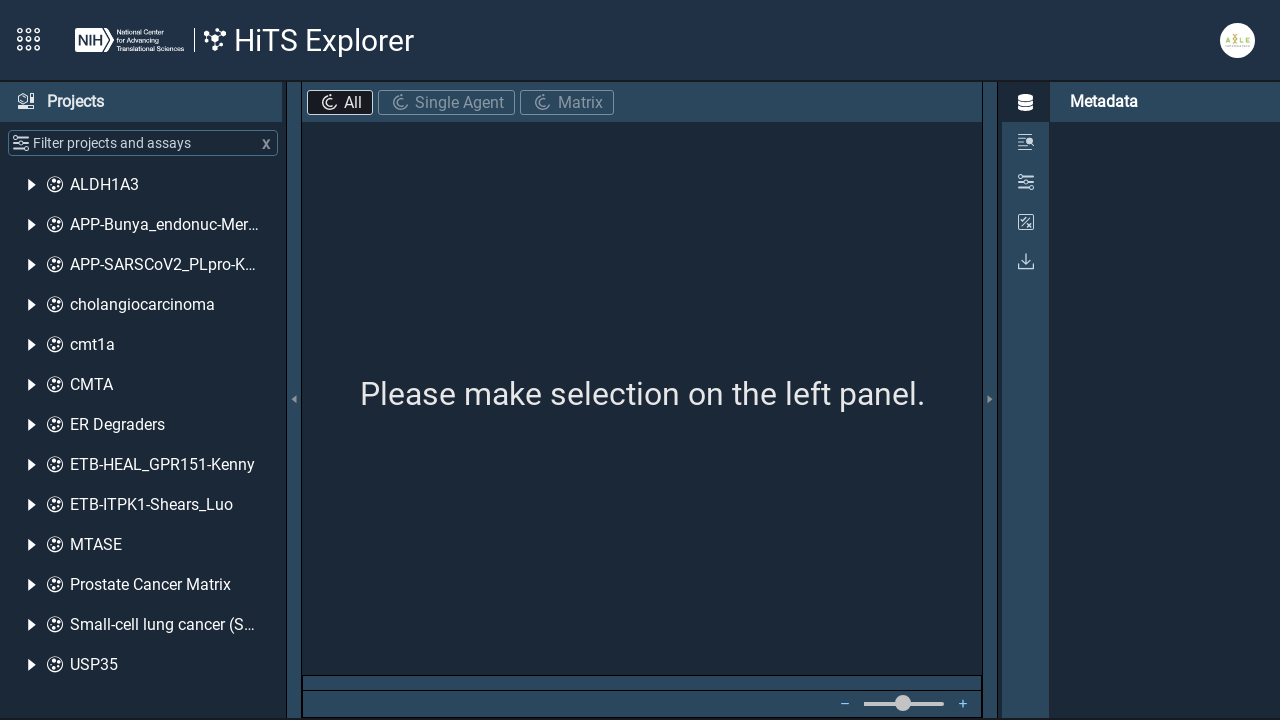 NIH
National Center
for Advancing
Translational Sciences
HiTS Explorer
AXLE
Projects
Filter projects and assays
x
ALDH1A3
APP-Bunya_endonuc-Mer...
APP-SARSCoV2_PLpro-K...
cholangiocarcinoma
cmt1a
CMTA
ER Degraders
ETB-HEAL_GPR151-Kenny
ETB-ITPK1-Shears_Luo
MTASE
Prostate Cancer Matrix
Small-cell lung cancer (S...
USP35
All
Single Agent
Matrix
Please make selection on the left panel.
− +
Metadata